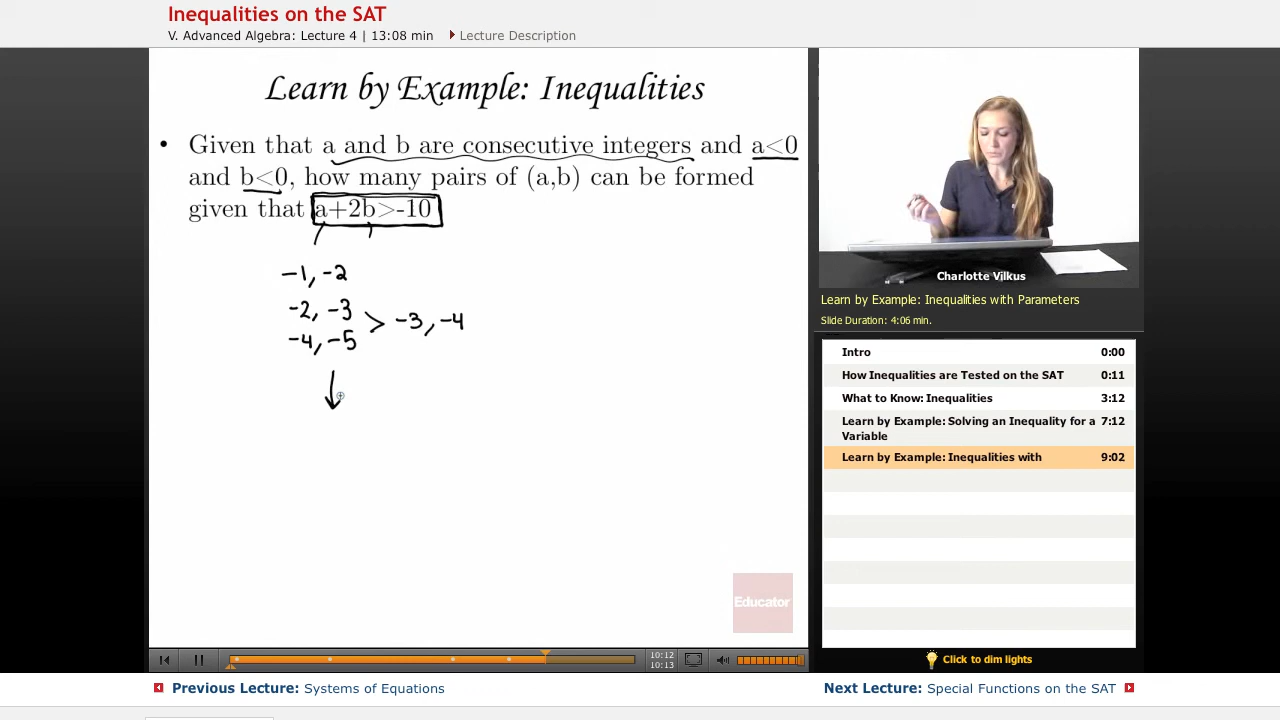 Inequalities on the SAT
V. Advanced Algebra: Lecture 4 | 13:08 min
Lecture Description
Learn by Example: Inequalities
• Given that a and b are consecutive integers and a<0
and b<0, how many pairs of (a,b) can be formed
given that a+2b>-10
-1, -2
-2, -3
> -3, -4
-4, -5
Educator
Charlotte Vilkus
Learn by Example: Inequalities with Parameters
Slide Duration: 4:06 min.
Intro 0:00
How Inequalities are Tested on the SAT 0:11
What to Know: Inequalities 3:12
Learn by Example: Solving an Inequality for a 7:12
Variable
Learn by Example: Inequalities with 9:02
10:12
10:13
Click to dim lights
Previous Lecture: Systems of Equations
Next Lecture: Special Functions on the SAT